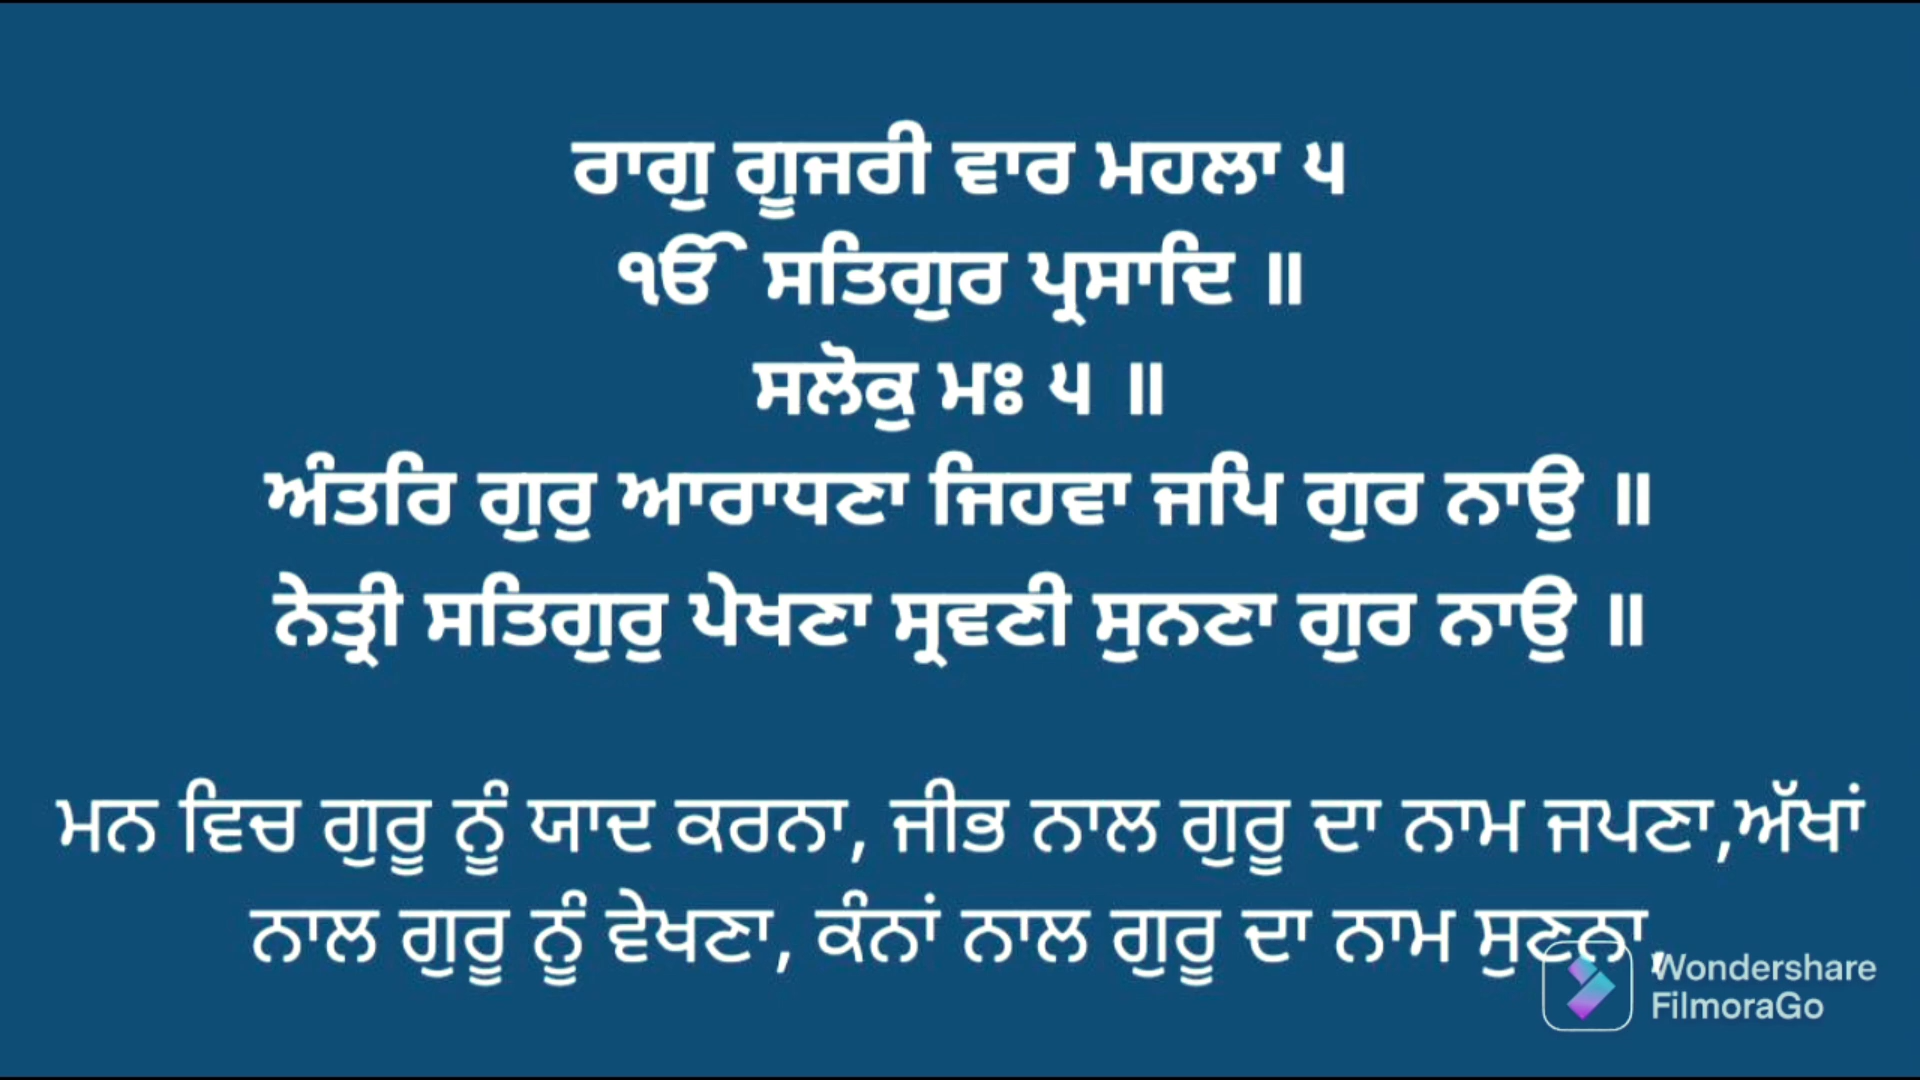 ਰਾਗੁ ਗੂਜਰੀ ਵਾਰ ਮਹਲਾ ੫
ੴ ਸਤਿਗੁਰ ਪ੍ਰਸਾਦਿ ॥
ਸਲੋਕੁ ਮਃ ੫ ॥
ਅੰਤਰਿ ਗੁਰੁ ਆਰਾਧਣਾ ਜਿਹਵਾ ਜਪਿ ਗੁਰ ਨਾਉ ॥
ਨੇਤ੍ਰੀ ਸਤਿਗੁਰੁ ਪੇਖਣਾ ਸ੍ਰਵਣੀ ਸੁਨਣਾ ਗੁਰ ਨਾਉ ॥
ਮਨ ਵਿਚ ਗੁਰੂ ਨੂੰ ਯਾਦ ਕਰਨਾ, ਜੀਭ ਨਾਲ ਗੁਰੂ ਦਾ ਨਾਮ ਜਪਣਾ,ਅੱਖਾਂ
ਨਾਲ ਗੁਰੂ ਨੂੰ ਵੇਖਣਾ, ਕੰਨਾਂ ਨਾਲ ਗੁਰੂ ਦਾ ਨਾਮ ਸੁਣਨਾ,
Wondershare
FilmoraGo